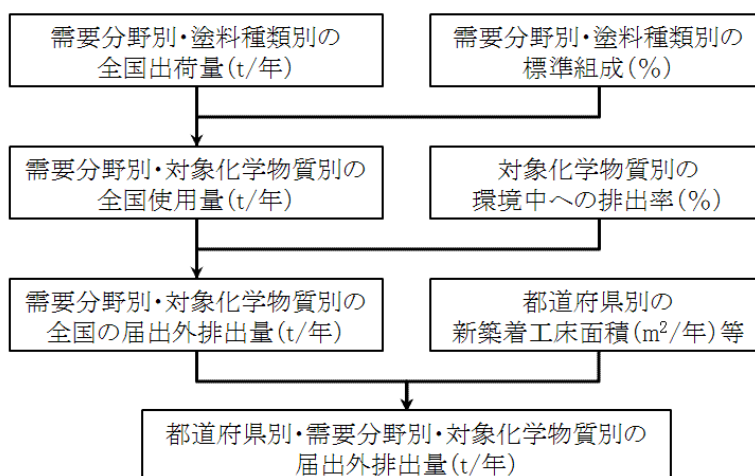 需要分野別・塗料種類別の
全国出荷量(t/年)
需要分野別・塗料種類別の
標準組成(%)
需要分野別・対象化学物質別の
全国使用量(t/年)
対象化学物質別の
環境中への排出率(%)
需要分野別・対象化学物質別の
全国の届出外排出量(t/年)
都道府県別の
新築着工床面積(m²/年)等
都道府県別・需要分野別・対象化学物質別の
届出外排出量(t/年)